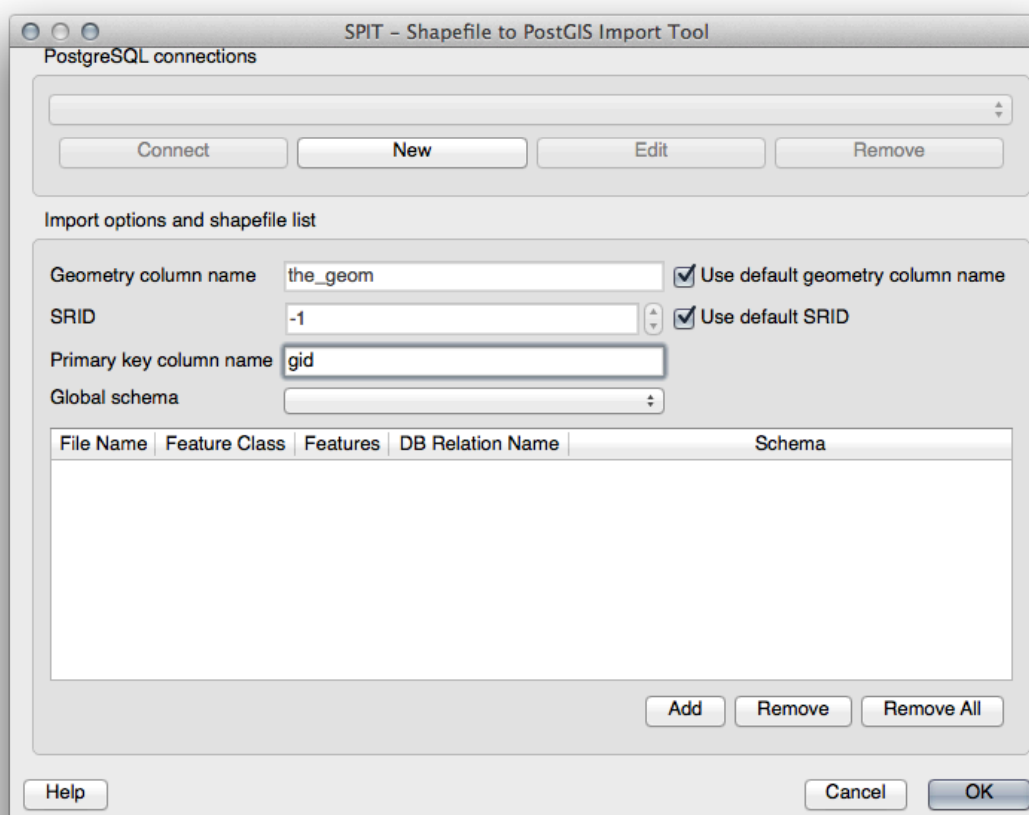 SPIT – Shapefile to PostGIS Import Tool
PostgreSQL connections
Connect New Edit Remove
Import options and shapefile list
Geometry column name the_geom Use default geometry column name
SRID -1 Use default SRID
Primary key column name gid
Global schema
File Name Feature Class Features DB Relation Name Schema
Add Remove Remove All
Help Cancel OK